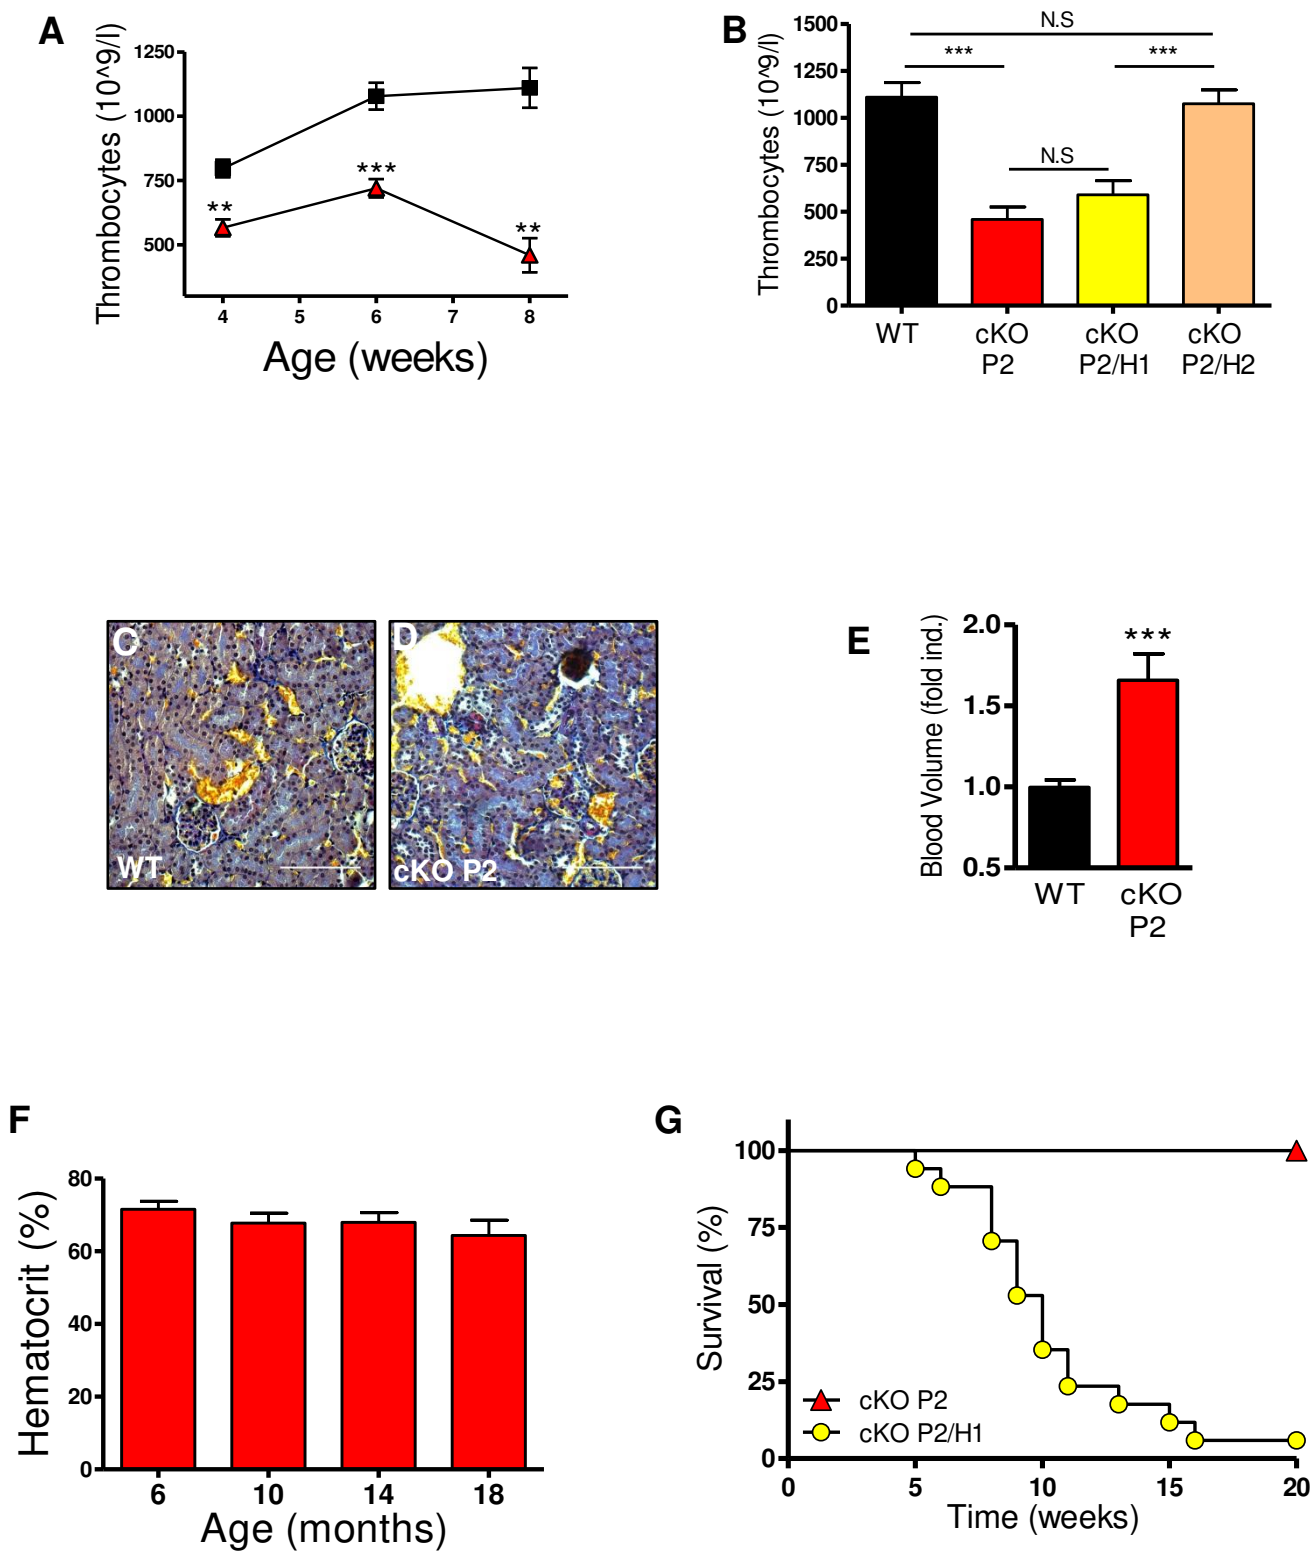 A
Thrombocytes (10^9/l)
1250
1000
750
500
**
***
**
4 5 6 7 8
Age (weeks)
B
Thrombocytes (10^9/l)
1500
1250
1000
750
500
250
0
N.S
*** ***
N.S
WT cKO P2 cKO P2/H1 cKO P2/H2
C
WT
D
cKO P2
E
Blood Volume (fold ind.)
2.0
1.5
1.0
0.5
***
WT cKO P2
F
Hematocrit (%)
80
60
40
20
0
6 10 14 18
Age (months)
G
Survival (%)
100
75
50
25
0
cKO P2
cKO P2/H1
0 5 10 15 20
Time (weeks)